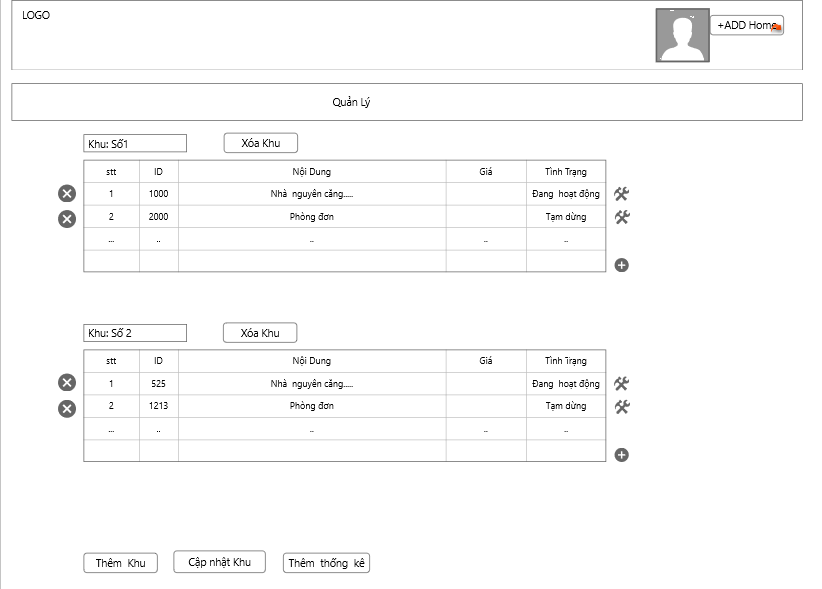 LOGO
+ADD Home
Quản Lý
Khu: Số1 Xóa Khu
stt ID Nội Dung Giá Tình Trạng
1 1000 Nhà nguyên căng..... Đang hoạt động
2 2000 Phòng đơn Tạm dừng
... .. .. .. ..
Khu: Số 2 Xóa Khu
stt ID Nội Dung Giá Tình Trạng
1 525 Nhà nguyên căng..... Đang hoạt động
2 1213 Phòng đơn Tạm dừng
... .. .. .. ..
Thêm Khu Cập nhật Khu Thêm thống kê